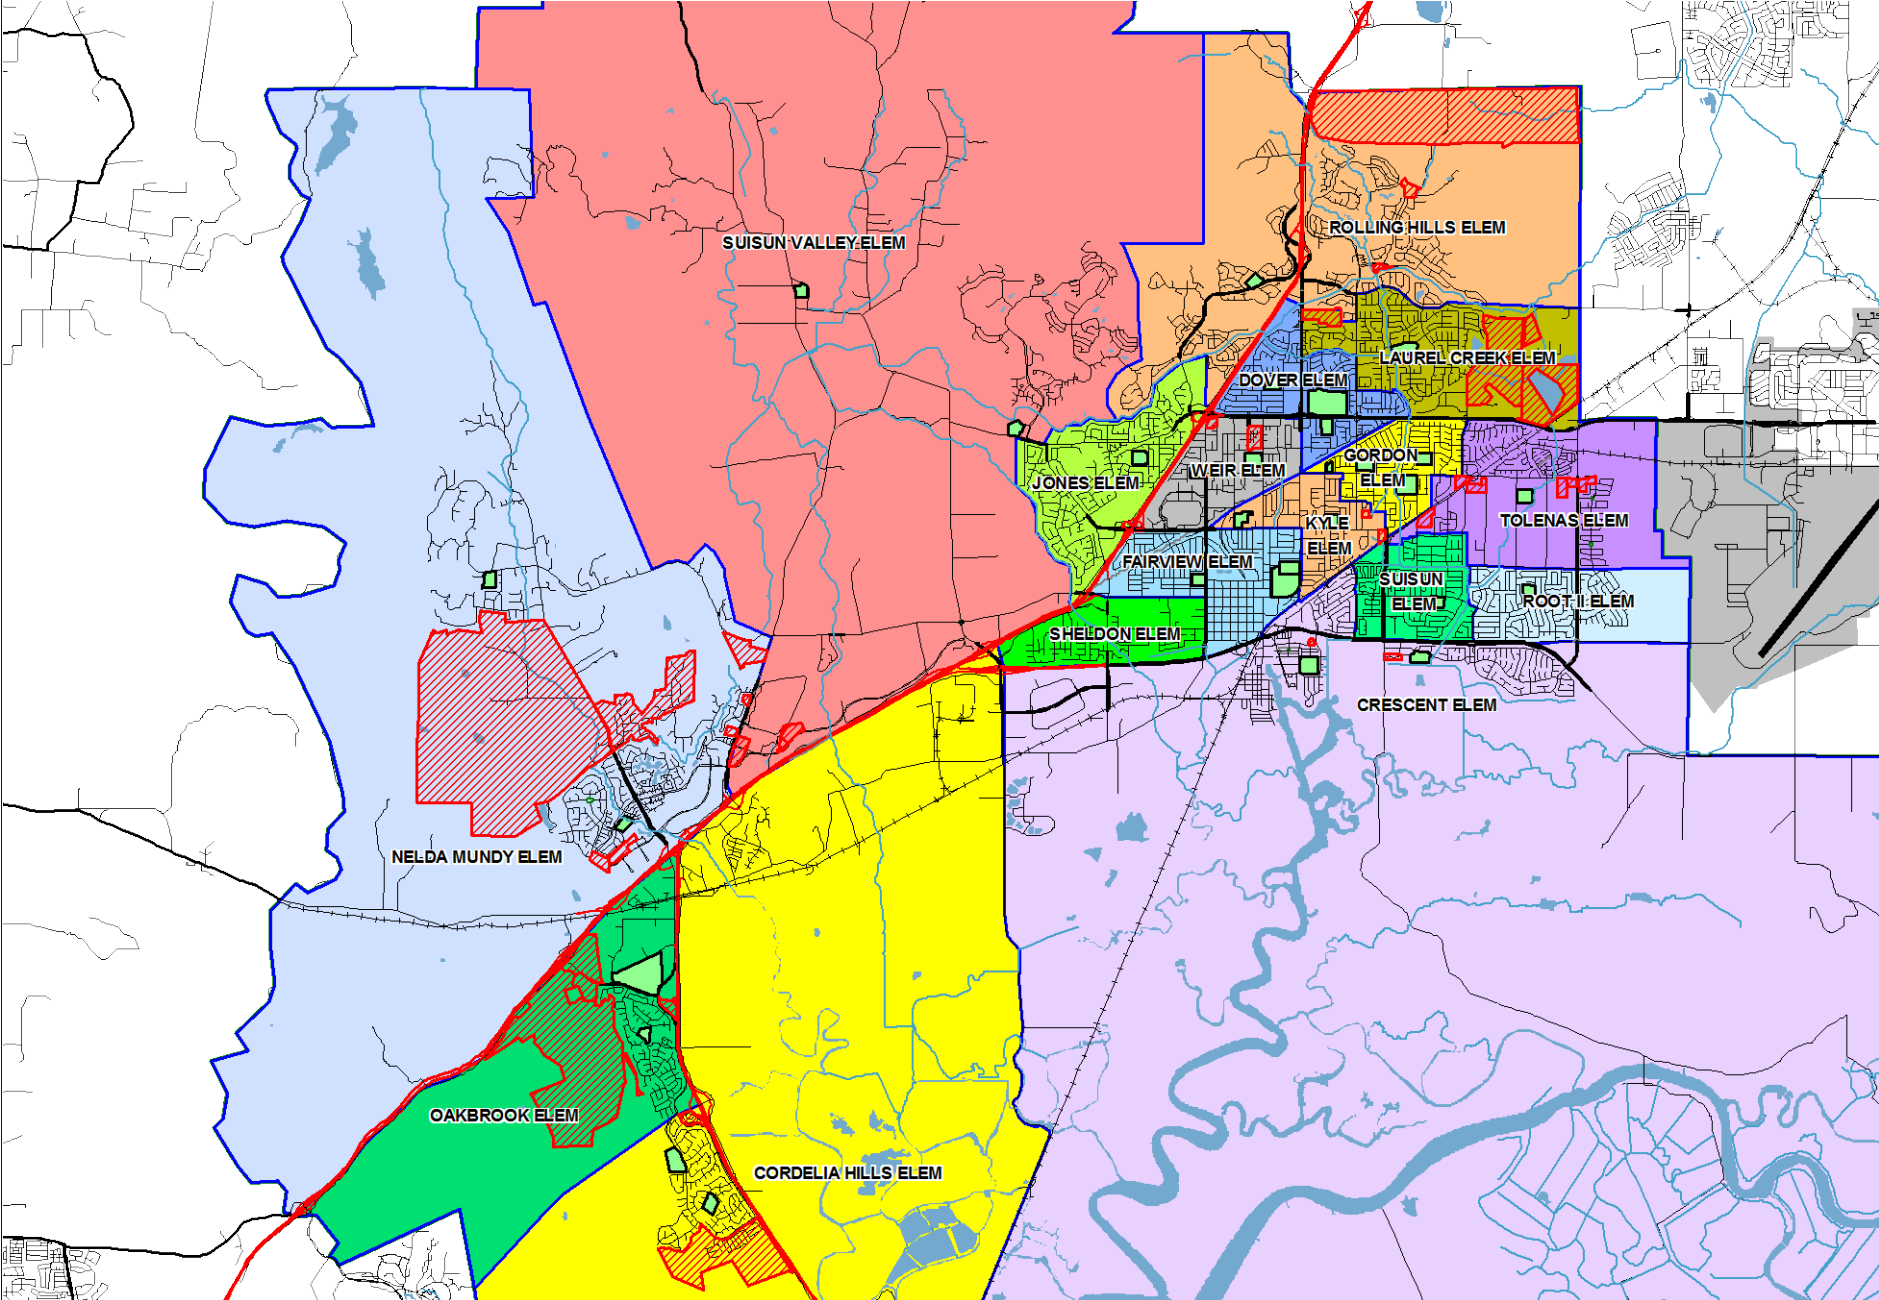 SUISUN VALLEY ELEM
ROLLING HILLS ELEM
LAUREL CREEK ELEM
DOVER ELEM
GORDON
ELEM
WEIR ELEM
JONES ELEM
KYLE
ELEM
TOLENAS ELEM
FAIRVIEW ELEM
SUISUN
ELEM
ROOT II ELEM
SHELDON ELEM
CRESCENT ELEM
NELDA MUNDY ELEM
OAKBROOK ELEM
CORDELIA HILLS ELEM